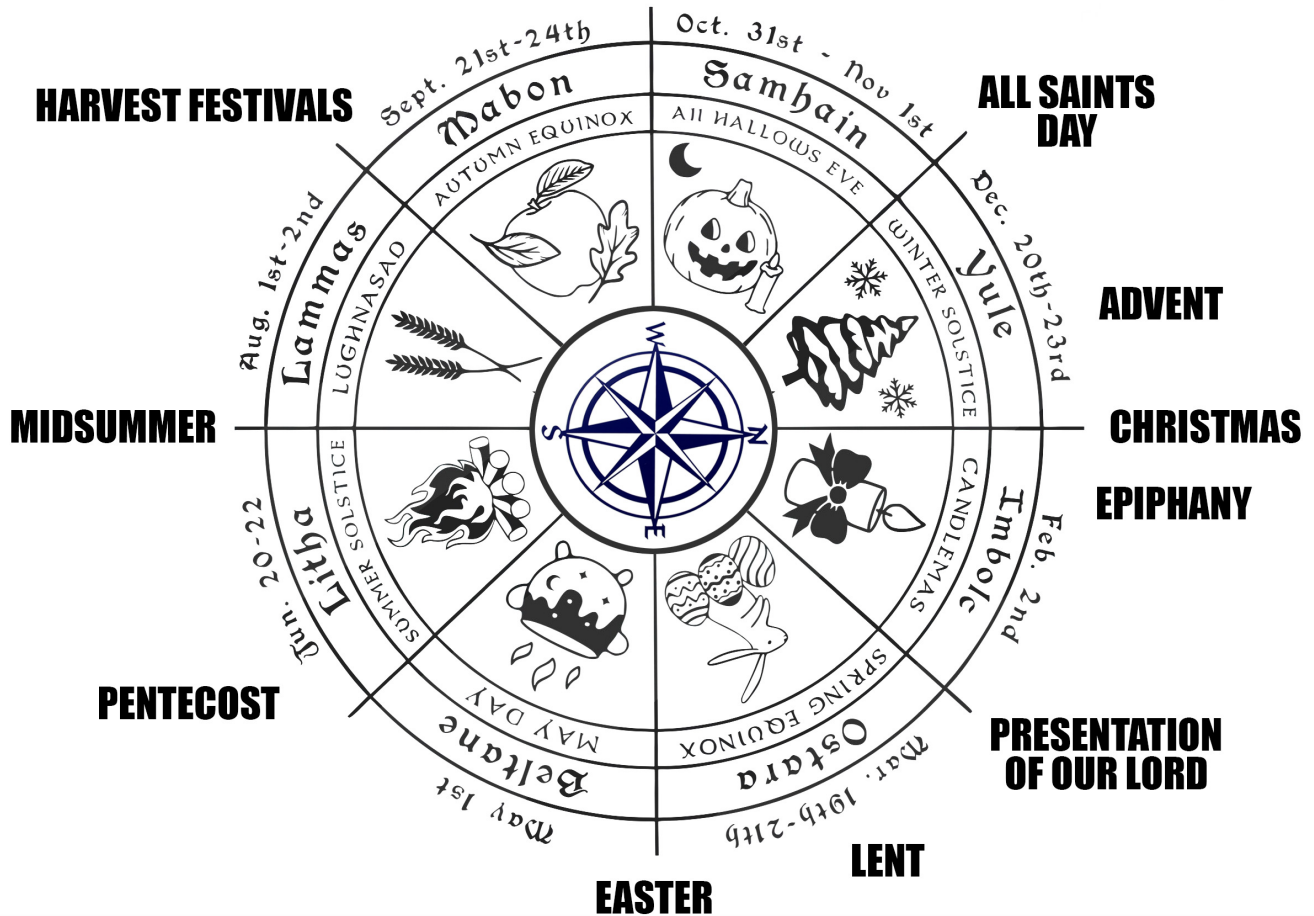 Oct. 31st - Nov 1st
Samhain
All HALLOWS EVE
ALL SAINTS
DAY
Dec. 20th-23rd
Yule
WINTER SOLSTICE
ADVENT
CHRISTMAS
EPIPHANY
Feb. 2nd
Imbolc
CANDLEMAS
PRESENTATION
OF OUR LORD
Mar. 19th-21th
Ostara
SPRING EQUINOX
LENT
EASTER
May 1st
Beltane
MAY DAY
PENTECOST
Jun. 20-22
Litha
SUMMER SOLSTICE
MIDSUMMER
Aug. 1st-2nd
Lammas
LUGHNASAD
HARVEST FESTIVALS
Sept. 21st-24th
Mabon
AUTUMN EQUINOX
W
N
E
S